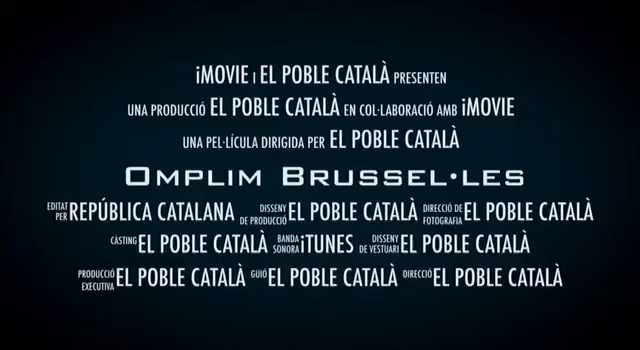 iMOVIE I EL POBLE CATALÀ PRESENTEN
UNA PRODUCCIÓ EL POBLE CATALÀ EN COL·LABORACIÓ AMB iMOVIE
UNA PEL·LÍCULA DIRIGIDA PER EL POBLE CATALÀ
OMPLIM BRUSSEL·LES
EDITAT PER REPÚBLICA CATALANA DISSENY DE PRODUCCIÓ EL POBLE CATALÀ DIRECCIÓ DE FOTOGRAFIA EL POBLE CATALÀ
CÀSTING EL POBLE CATALÀ BANDA SONORA iTUNES DISSENY DE VESTUARI EL POBLE CATALÀ
PRODUCCIÓ EXECUTIVA EL POBLE CATALÀ GUIÓ EL POBLE CATALÀ DIRECCIÓ EL POBLE CATALÀ